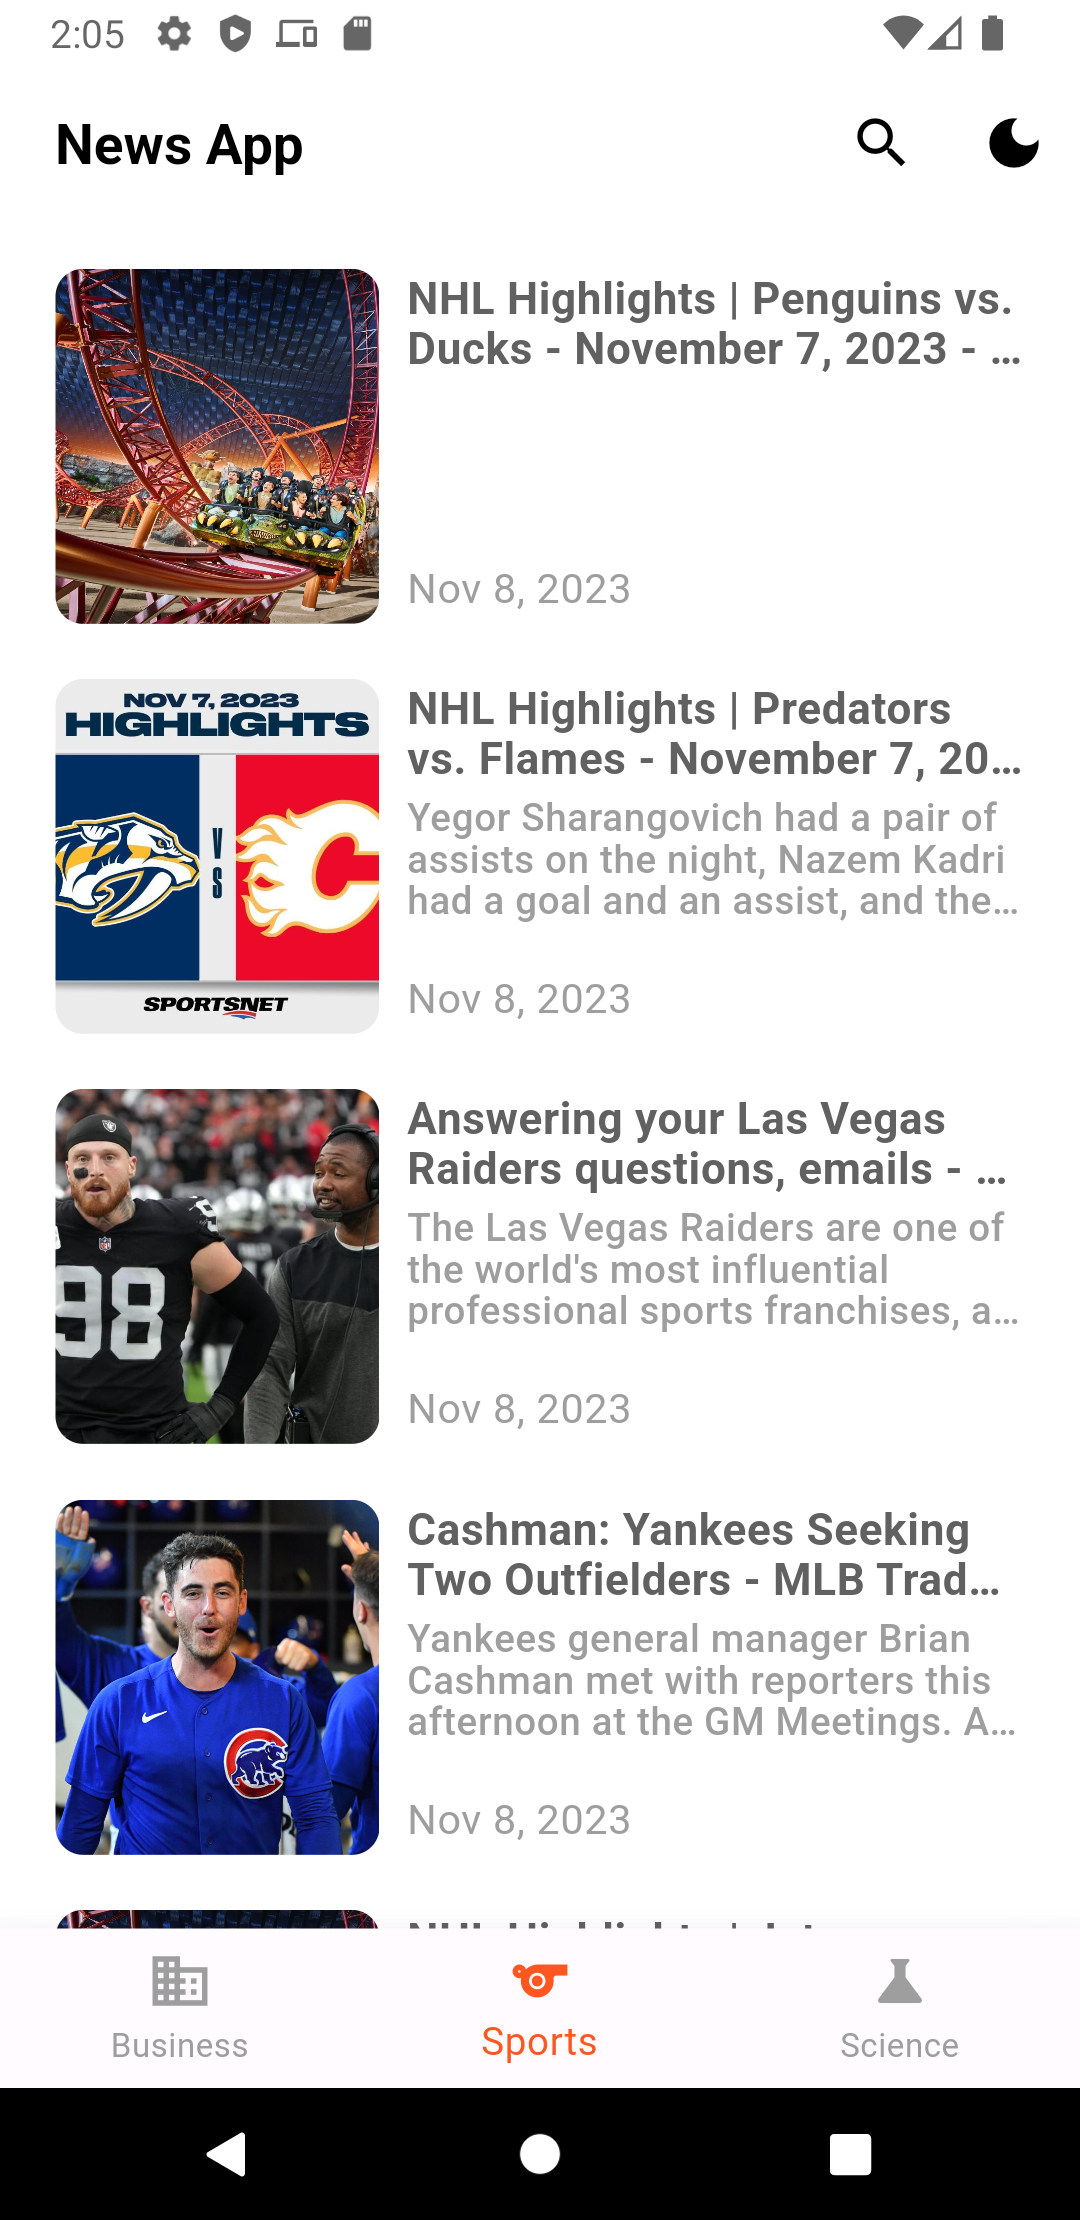 2:05
News App
NHL Highlights | Penguins vs.
Ducks - November 7, 2023 - ...
Nov 8, 2023
NOV 7, 2023
HIGHLIGHTS
VS
SPORTSNET
NHL Highlights | Predators
vs. Flames - November 7, 20...
Yegor Sharangovich had a pair of
assists on the night, Nazem Kadri
had a goal and an assist, and the...
Nov 8, 2023
98
Answering your Las Vegas
Raiders questions, emails - ...
The Las Vegas Raiders are one of
the world's most influential
professional sports franchises, a...
Nov 8, 2023
Cashman: Yankees Seeking
Two Outfielders - MLB Trad...
Yankees general manager Brian
Cashman met with reporters this
afternoon at the GM Meetings. A...
Nov 8, 2023
Business
Sports
Science